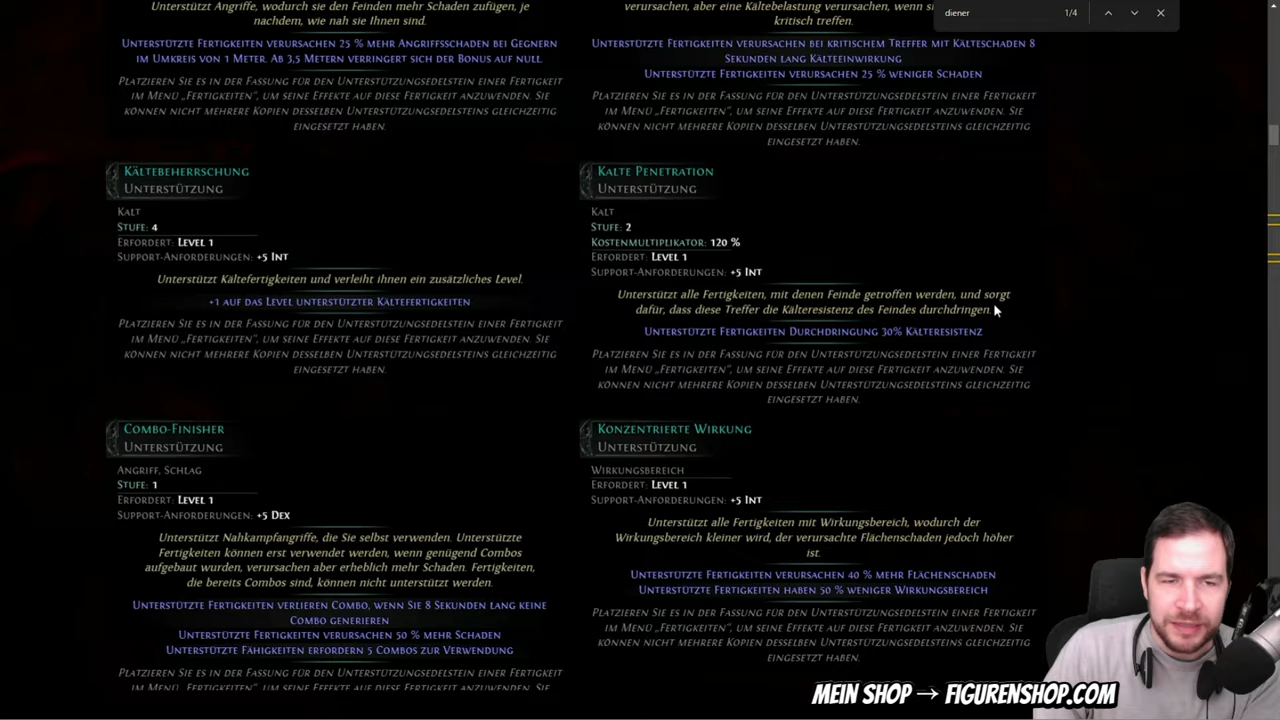 Unterstützt Angriffe, wodurch sie den Feinden mehr Schaden zufügen, je
nachdem, wie nah sie Ihnen sind.
Unterstützte Fertigkeiten verursachen 25 % mehr Angriffsschaden bei Gegnern
im Umkreis von 1 Meter. Ab 3,5 Metern verringert sich der Bonus auf null.
Platzieren Sie es in der Fassung für den Unterstützungsedelstein einer Fertigkeit
im Menü „Fertigkeiten“, um seine Effekte auf diese Fertigkeit anzuwenden. Sie
können nicht mehrere Kopien desselben Unterstützungsedelsteins gleichzeitig
eingesetzt haben.
verursachen, aber eine Kältebelastung verursachen, wenn s
kritisch treffen.
Unterstützte Fertigkeiten verursachen bei kritischem Treffer mit Kälteschaden 8
Sekunden lang Kälteeinwirkung
Unterstützte Fertigkeiten verursachen 25 % weniger Schaden
Platzieren Sie es in der Fassung für den Unterstützungsedelstein einer Fertigkeit
im Menü „Fertigkeiten“, um seine Effekte auf diese Fertigkeit anzuwenden. Sie
können nicht mehrere Kopien desselben Unterstützungsedelsteins gleichzeitig
eingesetzt haben.
diener 1/4
Kältebeherrschung
Unterstützung
Kalt
Stufe: 4
Erfordert: Level 1
Support-Anforderungen: +5 Int
Unterstützt Kältefertigkeiten und verleiht ihnen ein zusätzliches Level.
+1 auf das Level unterstützter Kältefertigkeiten
Platzieren Sie es in der Fassung für den Unterstützungsedelstein einer Fertigkeit
im Menü „Fertigkeiten“, um seine Effekte auf diese Fertigkeit anzuwenden. Sie
können nicht mehrere Kopien desselben Unterstützungsedelsteins gleichzeitig
eingesetzt haben.
Kalte Penetration
Unterstützung
Kalt
Stufe: 2
Kostenmultiplikator: 120 %
Erfordert: Level 1
Support-Anforderungen: +5 Int
Unterstützt alle Fertigkeiten, mit denen Feinde getroffen werden, und sorgt
dafür, dass diese Treffer die Kälteresistenz des Feindes durchdringen.
Unterstützte Fertigkeiten Durchdringung 30% Kälteresistenz
Platzieren Sie es in der Fassung für den Unterstützungsedelstein einer Fertigkeit
im Menü „Fertigkeiten“, um seine Effekte auf diese Fertigkeit anzuwenden. Sie
können nicht mehrere Kopien desselben Unterstützungsedelsteins gleichzeitig
eingesetzt haben.
Combo-Finisher
Unterstützung
Angriff, Schlag
Stufe: 1
Erfordert: Level 1
Support-Anforderungen: +5 Dex
Unterstützt Nahkampfangriffe, die Sie selbst verwenden. Unterstützte
Fertigkeiten können erst verwendet werden, wenn genügend Combos
aufgebaut wurden, verursachen aber erheblich mehr Schaden. Fertigkeiten,
die bereits Combos sind, können nicht unterstützt werden.
Unterstützte Fertigkeiten verlieren Combo, wenn Sie 8 Sekunden lang keine
Combo generieren
Unterstützte Fertigkeiten verursachen 50 % mehr Schaden
Unterstützte Fähigkeiten erfordern 5 Combos zur Verwendung
Platzieren Sie es in der Fassung für den Unterstützungsedelstein einer Fertigkeit
im Menü „Fertigkeiten“, um seine Effekte auf diese Fertigkeit anzuwenden. Sie
Konzentrierte Wirkung
Unterstützung
Wirkungsbereich
Erfordert: Level 1
Support-Anforderungen: +5 Int
Unterstützt alle Fertigkeiten mit Wirkungsbereich, wodurch der
Wirkungsbereich kleiner wird, der verursachte Flächenschaden jedoch höher
ist.
Unterstützte Fertigkeiten verursachen 40 % mehr Flächenschaden
Unterstützte Fertigkeiten haben 50 % weniger Wirkungsbereich
Platzieren Sie es in der Fassung für den Unterstützungsedelstein einer Fertigkeit
im Menü „Fertigkeiten“, um seine Effekte auf diese Fertigkeit anzuwenden. Sie
können nicht mehrere Kopien desselben Unterstützungsedelsteins gleichzeitig
eingesetzt haben.
MEIN SHOP → FIGURENSHOP.COM